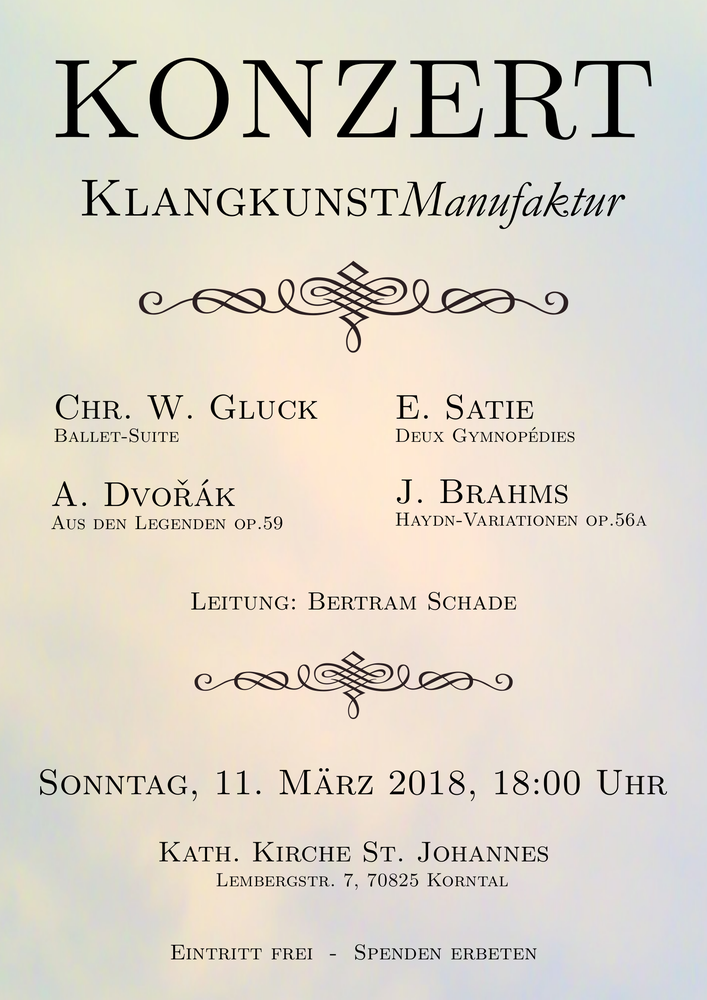 KONZERT
KLANGKUNSTManufaktur
CHR. W. GLUCK
BALLET-SUITE
E. SATIE
DEUX GYMNOPÉDIES
A. DVOŘÁK
AUS DEN LEGENDEN OP.59
J. BRAHMS
HAYDN-VARIATIONEN OP.56A
LEITUNG: BERTRAM SCHADE
SONNTAG, 11. MÄRZ 2018, 18:00 UHR
KATH. KIRCHE ST. JOHANNES
LEMBERGSTR. 7, 70825 KORNTAL
EINTRITT FREI - SPENDEN ERBETEN